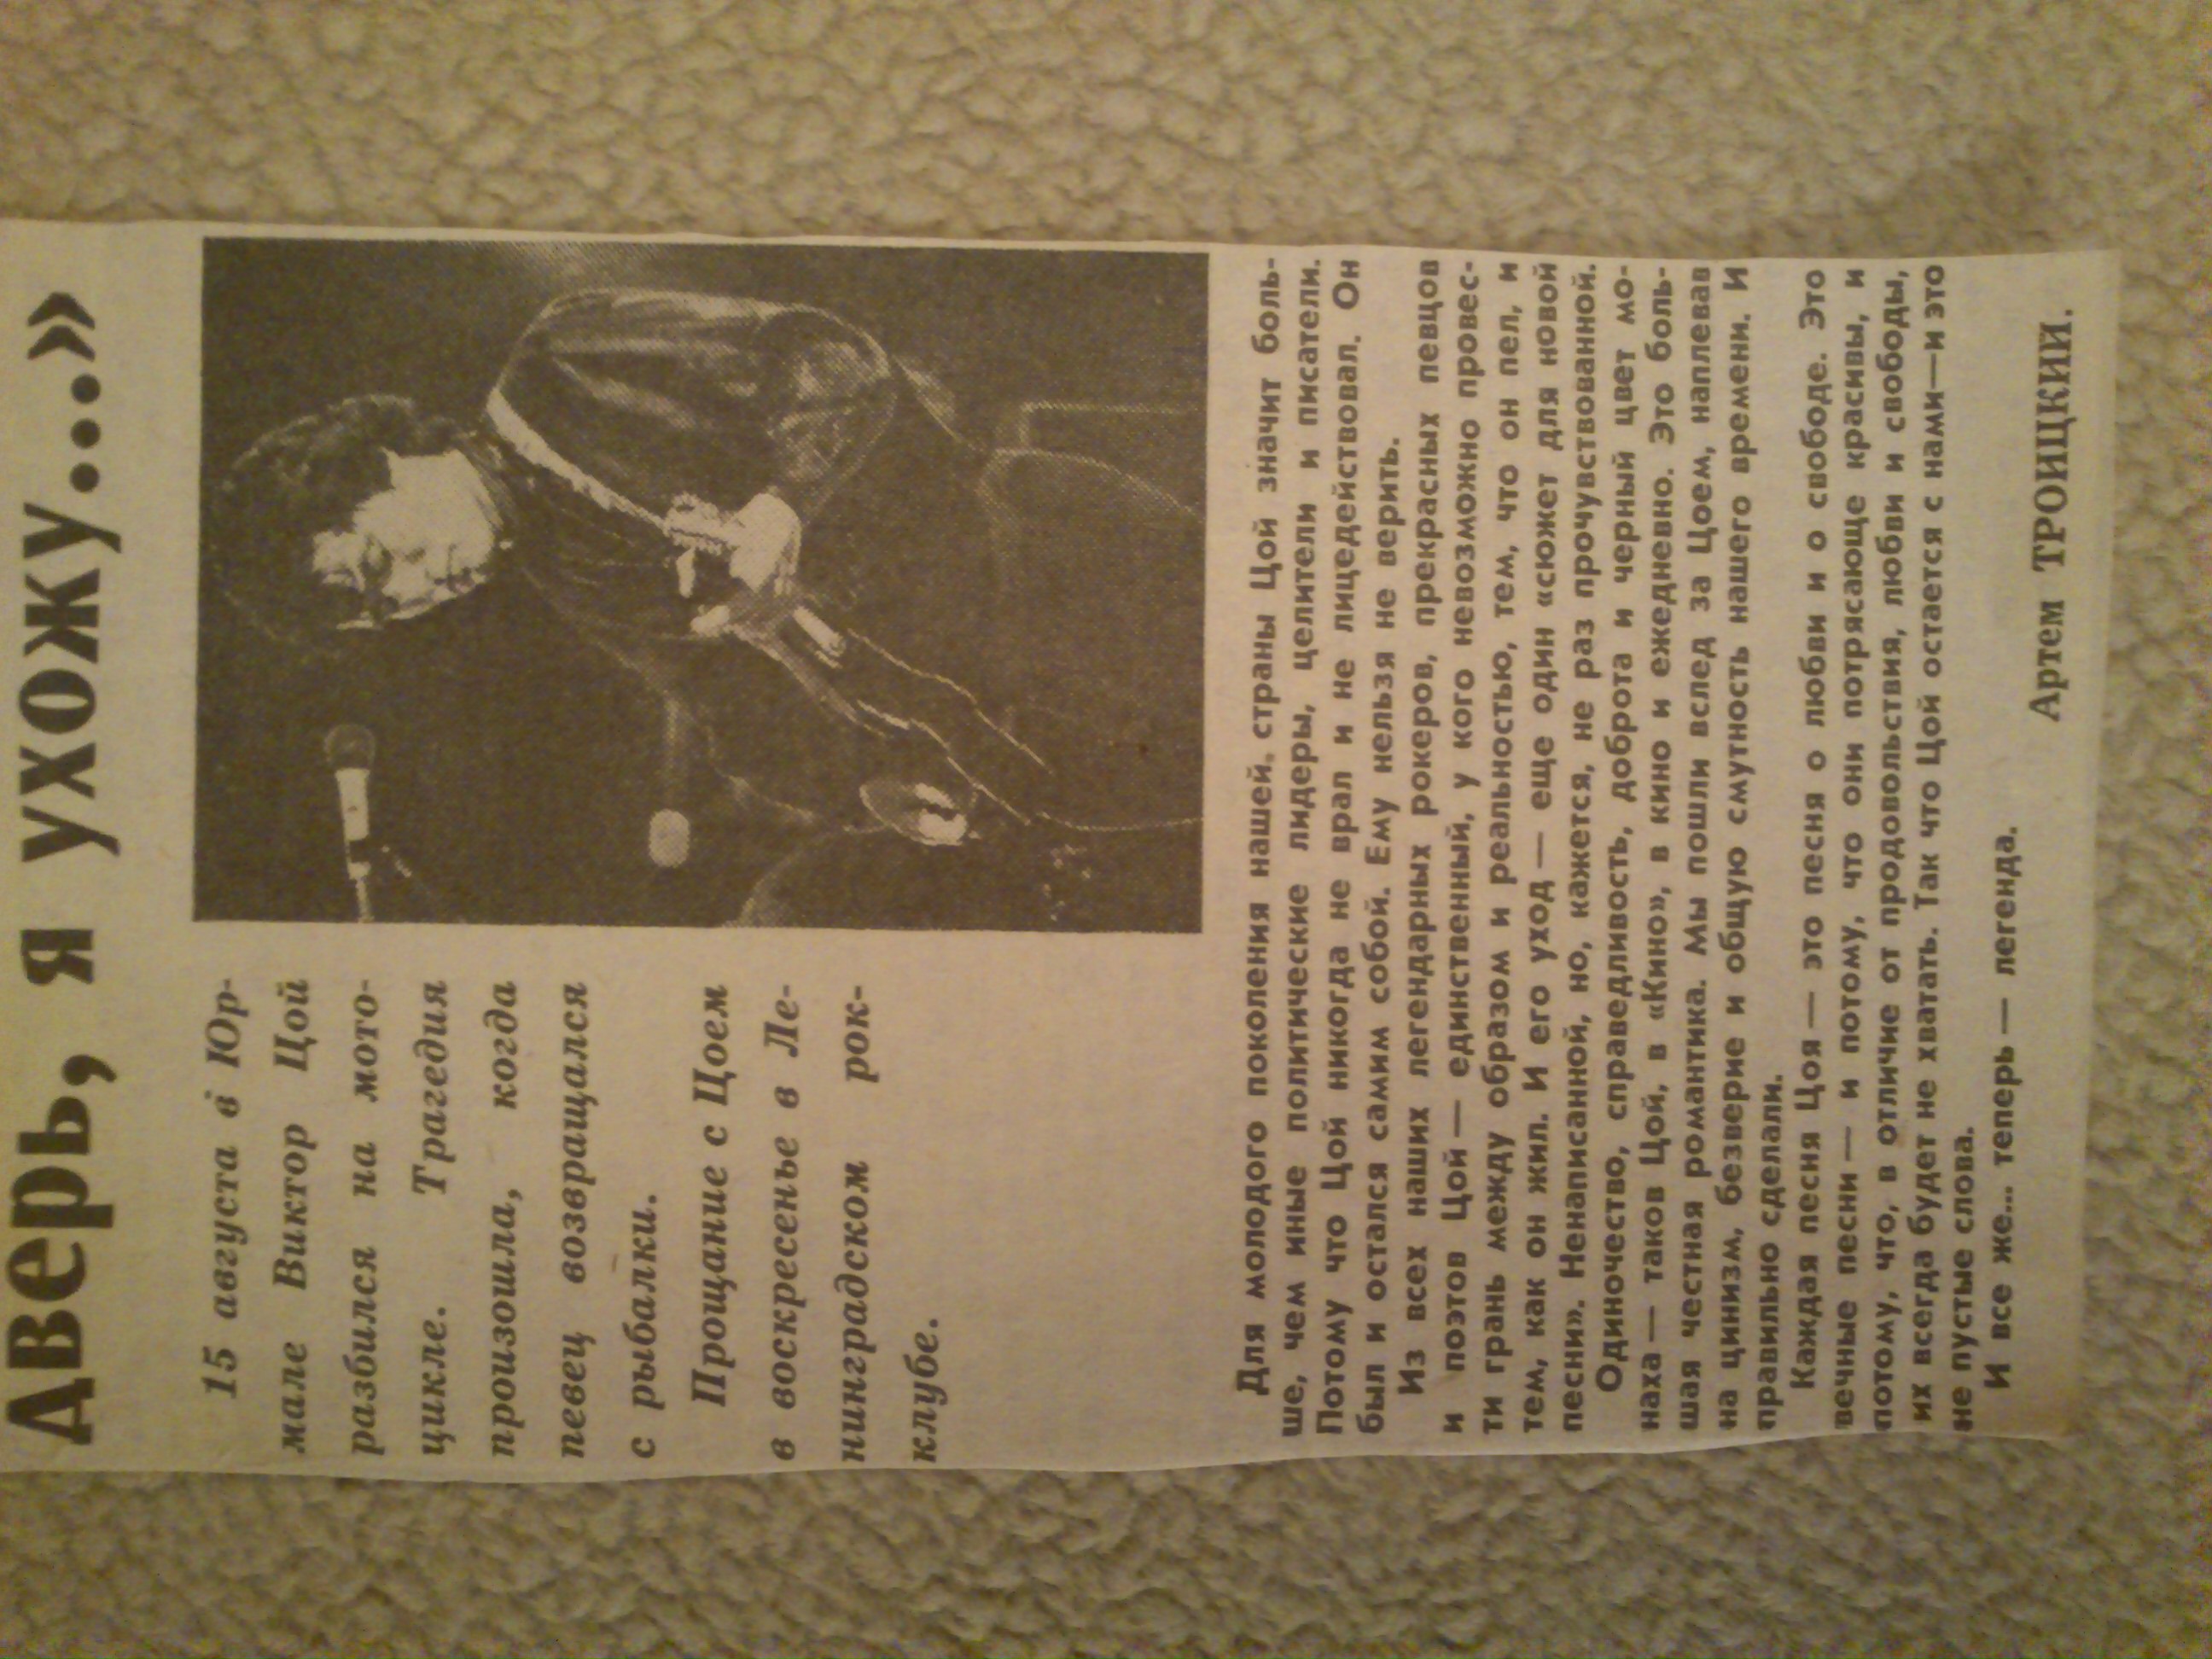 дверь, я ухожу...»
15 августа в Юр-
мале Виктор Цой
разбился на мото-
цикле. Трагедия
произошла, когда
певец возвращался
с рыбалки.
Прощание с Цоем
в воскресенье в Ле-
нинградском рок-
клубе.
Для молодого поколения нашей страны Цой значит боль-
ше, чем иные политические лидеры, целители и писатели.
Потому что Цой никогда не врал и не лицедействовал. Он
был и остался самим собой. Ему нельзя не верить.
Из всех наших легендарных рокеров, прекрасных певцов
и поэтов Цой — единственный, у кого невозможно провес-
ти грань между образом и реальностью, тем, что он пел, и
тем, как он жил. И его уход — еще один «сюжет для новой
песни». Ненаписанной, но, кажется, не раз прочувствованной.
Одиночество, справедливость, доброта и черный цвет мо-
наха — таков Цой, в «Кино», в кино и ежедневно. Это боль-
шая честная романтика. Мы пошли вслед за Цоем, наплевав
на цинизм, безверие и общую смутность нашего времени. И
правильно сделали.
Каждая песня Цоя — это песня о любви и о свободе. Это
вечные песни — и потому, что они потрясающе красивы, и
потому, что, в отличие от продовольствия, любви и свободы,
их всегда будет не хватать. Так что Цой остается с нами—и это
не пустые слова.
И все же... теперь — легенда.
Артем ТРОИЦКИЙ.